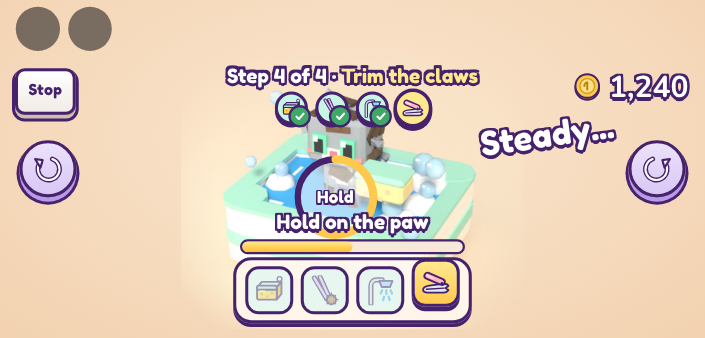 Step 4 of 4 · Trim the claws
Stop
1,240
Steady...
Hold
Hold on the paw